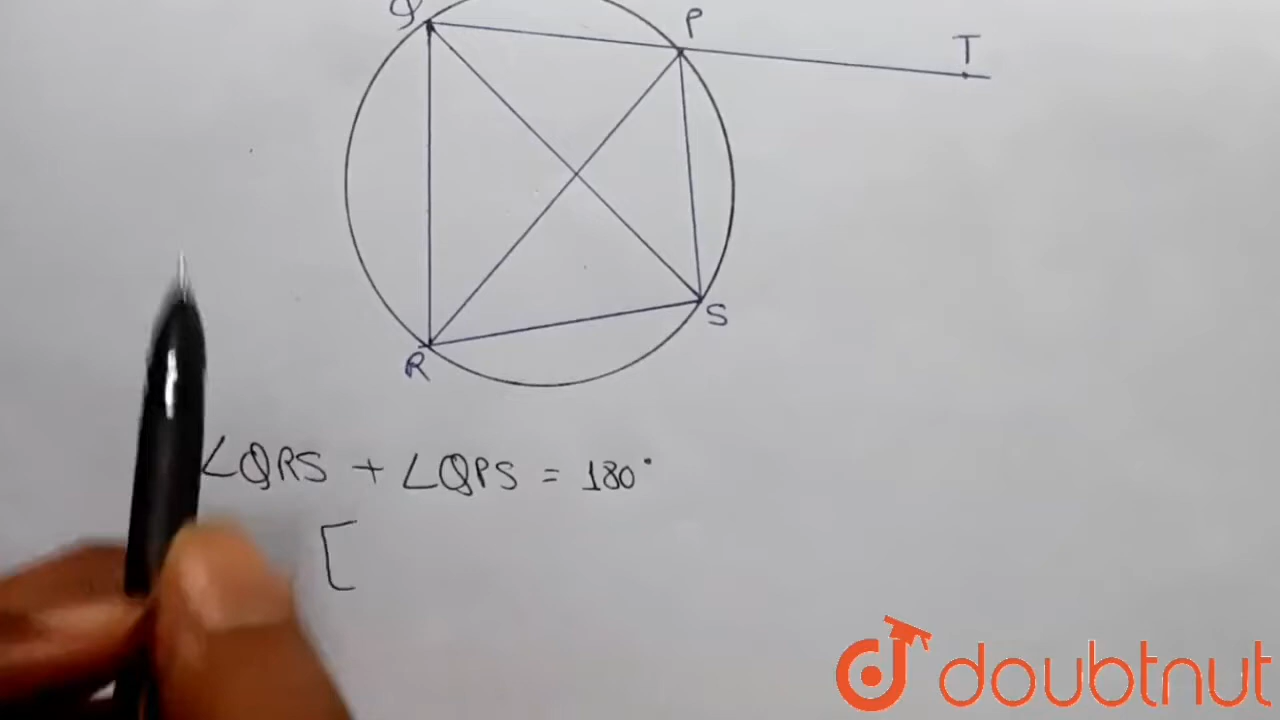 Q
P
T
S
R
∠QRS + ∠QPS = 180°
[
doubtnut